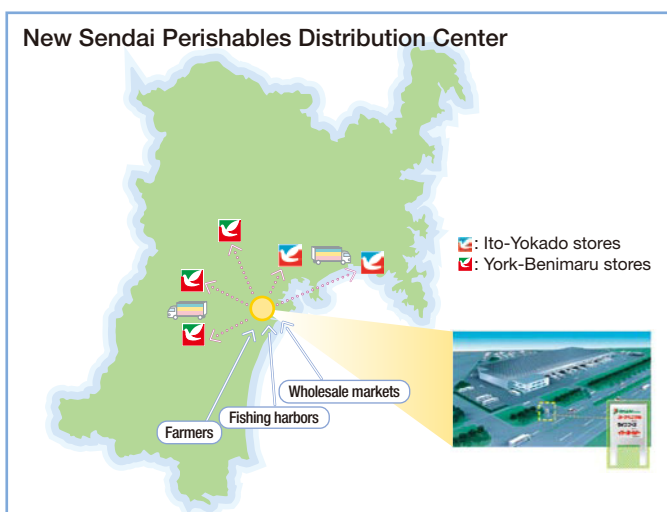 New Sendai Perishables Distribution Center
: Ito-Yokado stores
: York-Benimaru stores
Wholesale markets
Fishing harbors
Farmers